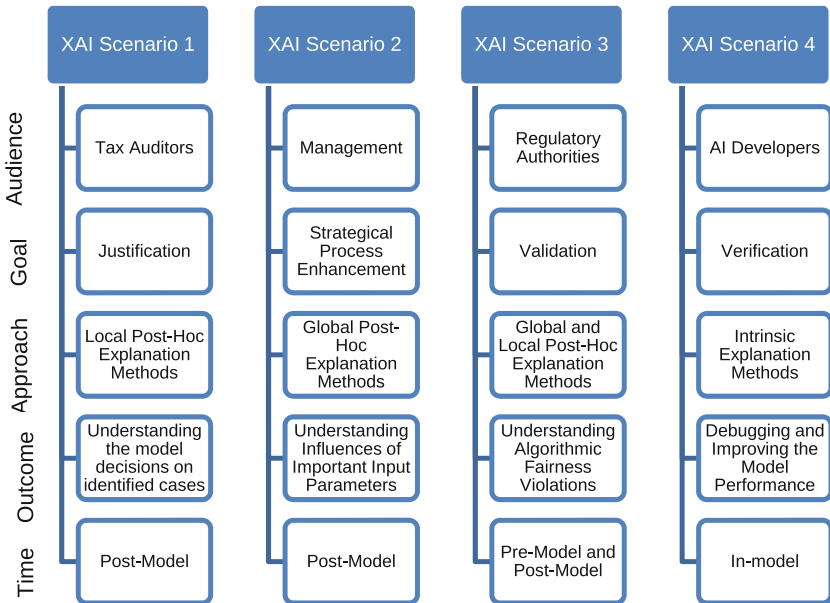 XAI Scenario 1
XAI Scenario 2
XAI Scenario 3
XAI Scenario 4
Audience
Tax Auditors
Management
Regulatory
Authorities
AI Developers
Goal
Justification
Strategical
Process
Enhancement
Validation
Verification
Approach
Local Post-Hoc
Explanation
Methods
Global Post-
Hoc
Explanation
Methods
Global and
Local Post-Hoc
Explanation
Methods
Intrinsic
Explanation
Methods
Outcome
Understanding
the model
decisions on
identified cases
Understanding
Influences of
Important Input
Parameters
Understanding
Algorithmic
Fairness
Violations
Debugging and
Improving the
Model
Performance
Time
Post-Model
Post-Model
Pre-Model and
Post-Model
In-model